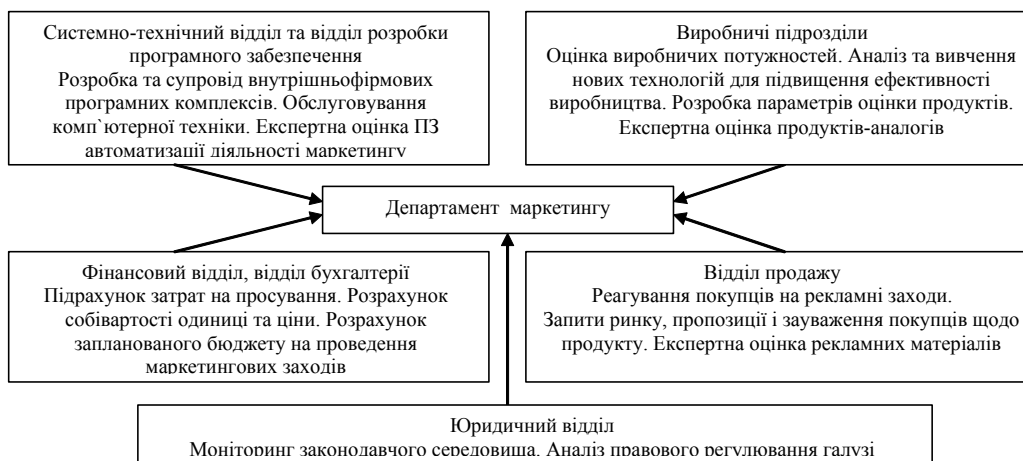 Системно-технічний відділ та відділ розробки
програмного забезпечення
Розробка та супровід внутрішньофірмових
програмних комплексів. Обслуговування
комп`ютерної техніки. Експертна оцінка ПЗ
автоматизації діяльності маркетингу
Виробничі підрозділи
Оцінка виробничих потужностей. Аналіз та вивчення
нових технологій для підвищення ефективності
виробництва. Розробка параметрів оцінки продуктів.
Експертна оцінка продуктів-аналогів
Департамент маркетингу
Фінансовий відділ, відділ бухгалтерії
Підрахунок затрат на просування. Розрахунок
собівартості одиниці та ціни. Розрахунок
запланованого бюджету на проведення
маркетингових заходів
Відділ продажу
Реагування покупців на рекламні заходи.
Запити ринку, пропозиції і зауваження покупців щодо
продукту. Експертна оцінка рекламних матеріалів
Юридичний відділ
Моніторинг законодавчого середовища. Аналіз правового регулювання галузі